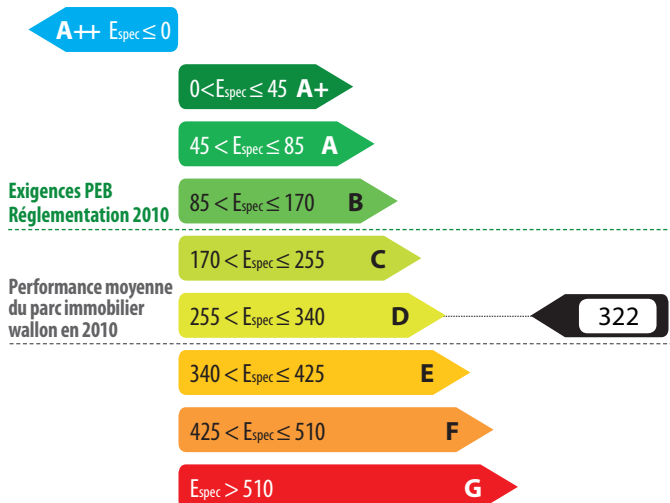 A++ Espec ≤ 0
0<Espec ≤ 45 A+
45 < Espec ≤ 85 A
Exigences PEB
Réglementation 2010
85 < Espec ≤ 170 B
170 < Espec ≤ 255 C
Performance moyenne
du parc immobilier
wallon en 2010
255 < Espec ≤ 340 D
322
340 < Espec ≤ 425 E
425 < Espec ≤ 510 F
Espec > 510 G